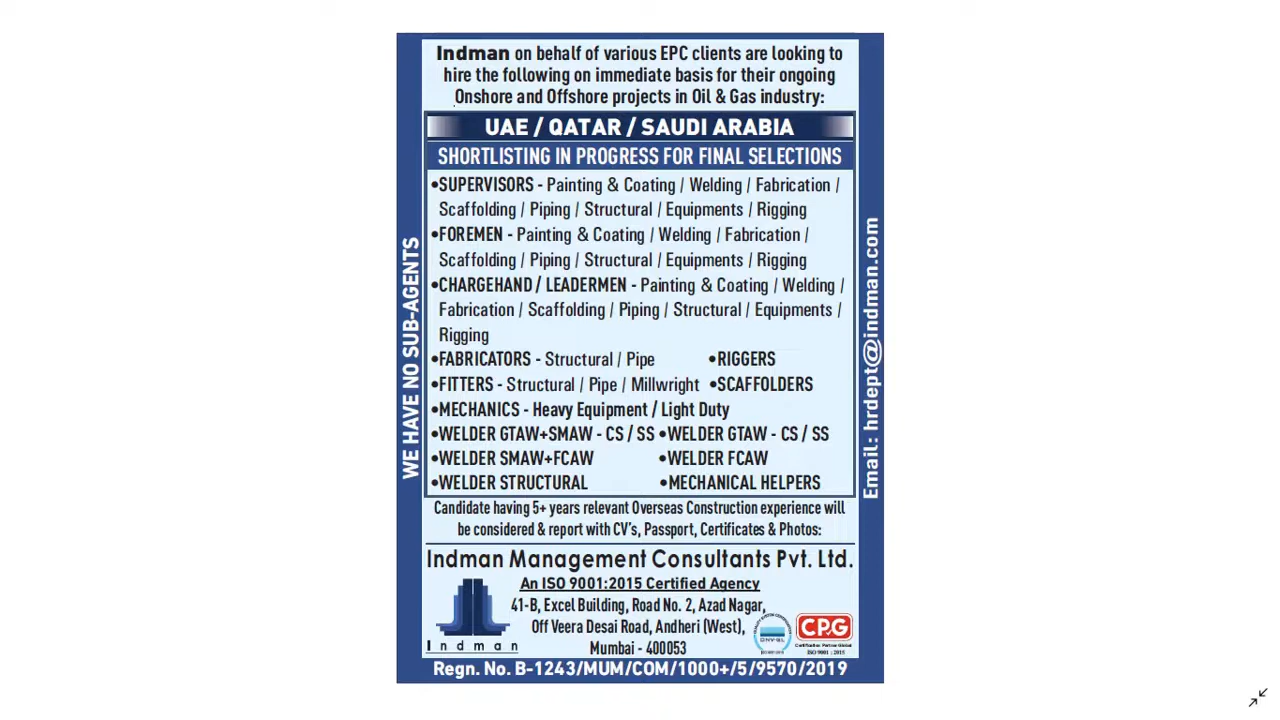 Indman on behalf of various EPC clients are looking to
hire the following on immediate basis for their ongoing
Onshore and Offshore projects in Oil & Gas industry:
UAE / QATAR / SAUDI ARABIA
SHORTLISTING IN PROGRESS FOR FINAL SELECTIONS
•SUPERVISORS - Painting & Coating / Welding / Fabrication /
Scaffolding / Piping / Structural / Equipments / Rigging
•FOREMEN - Painting & Coating / Welding / Fabrication /
Scaffolding / Piping / Structural / Equipments / Rigging
•CHARGEHAND / LEADERMEN - Painting & Coating / Welding /
Fabrication / Scaffolding / Piping / Structural / Equipments /
Rigging
•FABRICATORS - Structural / Pipe •RIGGERS
•FITTERS - Structural / Pipe / Millwright •SCAFFOLDERS
•MECHANICS - Heavy Equipment / Light Duty
•WELDER GTAW+SMAW - CS / SS •WELDER GTAW - CS / SS
•WELDER SMAW+FCAW •WELDER FCAW
•WELDER STRUCTURAL •MECHANICAL HELPERS
WE HAVE NO SUB-AGENTS
Email: hrdept@indman.com
Candidate having 5+ years relevant Overseas Construction experience will
be considered & report with CV's, Passport, Certificates & Photos:
Indman Management Consultants Pvt. Ltd.
An ISO 9001:2015 Certified Agency
41-B, Excel Building, Road No. 2, Azad Nagar,
Off Veera Desai Road, Andheri (West),
Mumbai - 400053
Indman
DNV·GL
CPG
Certification Partner Global
ISO 9001 : 2015
Regn. No. B-1243/MUM/COM/1000+/5/9570/2019